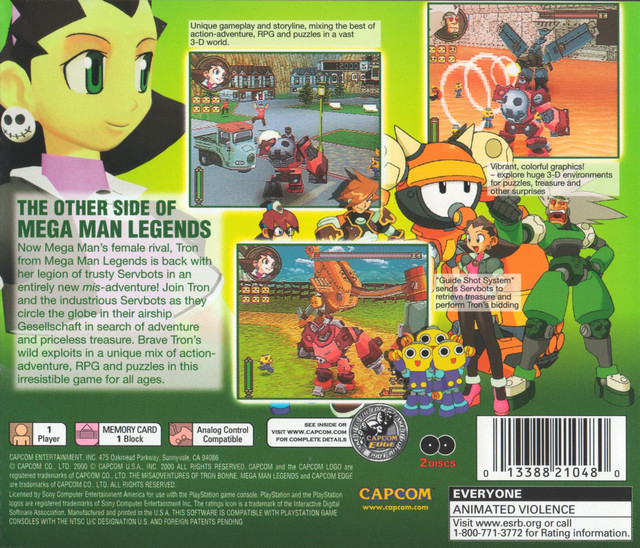 Unique gameplay and storyline, mixing the best of
action-adventure, RPG and puzzles in a vast
3-D world.
Vibrant, colorful graphics!
– explore huge 3-D environments
for puzzles, treasure and
other surprises
THE OTHER SIDE OF
MEGA MAN LEGENDS
Now Mega Man's female rival, Tron
from Mega Man Legends is back with
her legion of trusty Servbots in an
entirely new mis-adventure! Join Tron
and the industrious Servbots as they
circle the globe in their airship
Gesellschaft in search of adventure
and priceless treasure. Brave Tron's
wild exploits in a unique mix of action-
adventure, RPG and puzzles in this
irresistible game for all ages.
"Guide Shot System"
sends Servbots to
retrieve treasure and
perform Tron's bidding
1
Player
MEMORY CARD
1 Block
Analog Control
Compatible
SEE INSIDE OR
VISIT WWW.CAPCOM.COM
FOR COMPLETE DETAILS
CAPCOM
EDGE
2 DISCS
0 13388 21048 0
CAPCOM ENTERTAINMENT, INC. 475 Oakmead Parkway, Sunnyvale, CA 94086
© CAPCOM CO., LTD. 2000 © CAPCOM U.S.A., INC. 2000 ALL RIGHTS RESERVED. CAPCOM and the CAPCOM LOGO are
registered trademarks of CAPCOM CO., LTD. THE MISADVENTURES OF TRON BONNE, MEGA MAN LEGENDS and CAPCOM EDGE
are trademarks of CAPCOM CO., LTD. ALL RIGHTS RESERVED.
Licensed by Sony Computer Entertainment America for use with the PlayStation game console. PlayStation and the PlayStation
logos are registered trademarks of Sony Computer Entertainment Inc. The ratings icon is a trademark of the Interactive Digital
Software Association. Manufactured and printed in the U.S.A. THIS SOFTWARE IS COMPATIBLE WITH PLAYSTATION GAME
CONSOLES WITH THE NTSC U/C DESIGNATION. U.S. AND FOREIGN PATENTS PENDING
CAPCOM
www.capcom.com
EVERYONE
ANIMATED VIOLENCE
Visit www.esrb.org or call
1-800-771-3772 for Rating information.